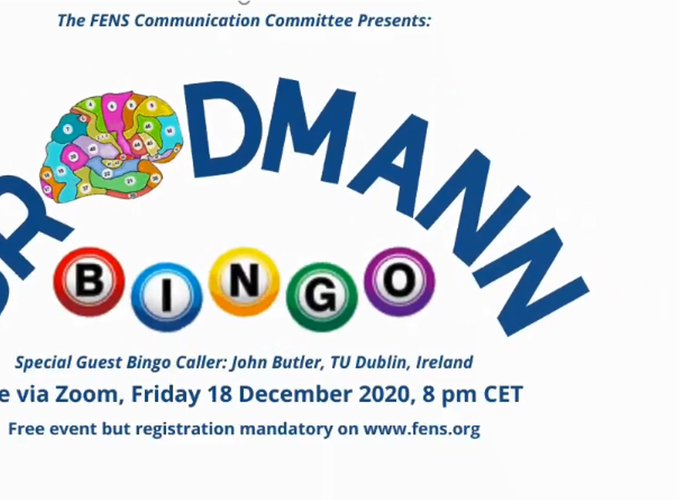 The FENS Communication Committee Presents:
R DMANN
BINGO
Special Guest Bingo Caller: John Butler, TU Dublin, Ireland
e via Zoom, Friday 18 December 2020, 8 pm CET
Free event but registration mandatory on www.fens.org